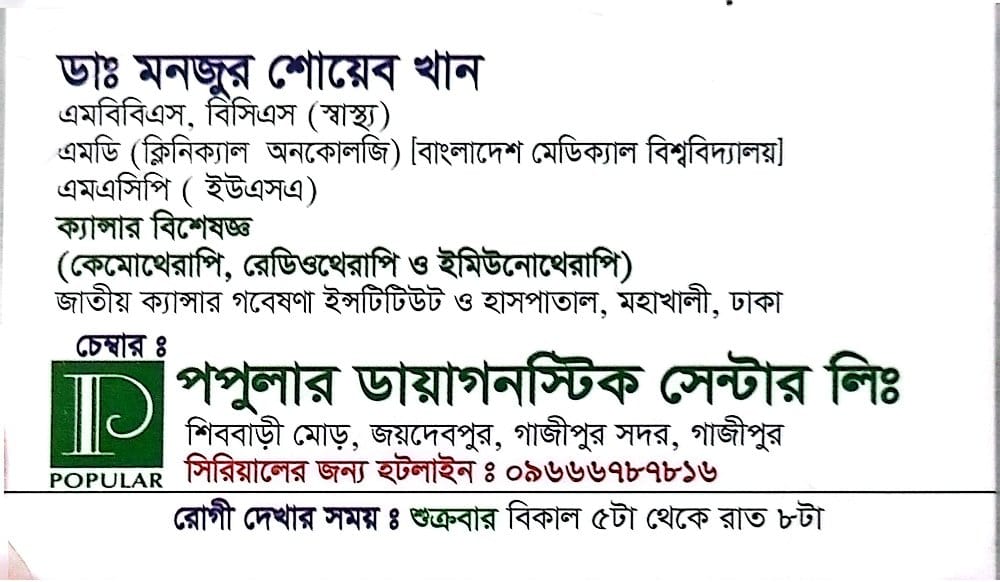 ডাঃ মনজুর শোয়েব খান
এমবিবিএস, বিসিএস (স্বাস্থ্য)
এমডি (ক্লিনিক্যাল অনকোলজি) [বাংলাদেশ মেডিক্যাল বিশ্ববিদ্যালয়]
এমএসিপি ( ইউএসএ)
ক্যান্সার বিশেষজ্ঞ
(কেমোথেরাপি, রেডিওথেরাপি ও ইমিউনোথেরাপি)
জাতীয় ক্যান্সার গবেষণা ইন্সটিটিউট ও হাসপাতাল, মহাখালী, ঢাকা
চেম্বার ঃ
পপুলার ডায়াগনস্টিক সেন্টার লিঃ
শিববাড়ী মোড়, জয়দেবপুর, গাজীপুর সদর, গাজীপুর
POPULAR
সিরিয়ালের জন্য হটলাইন ঃ ০৯৬৬৬৭৮৭৮১৬
রোগী দেখার সময় ঃ শুক্রবার বিকাল ৫টা থেকে রাত ৮টা